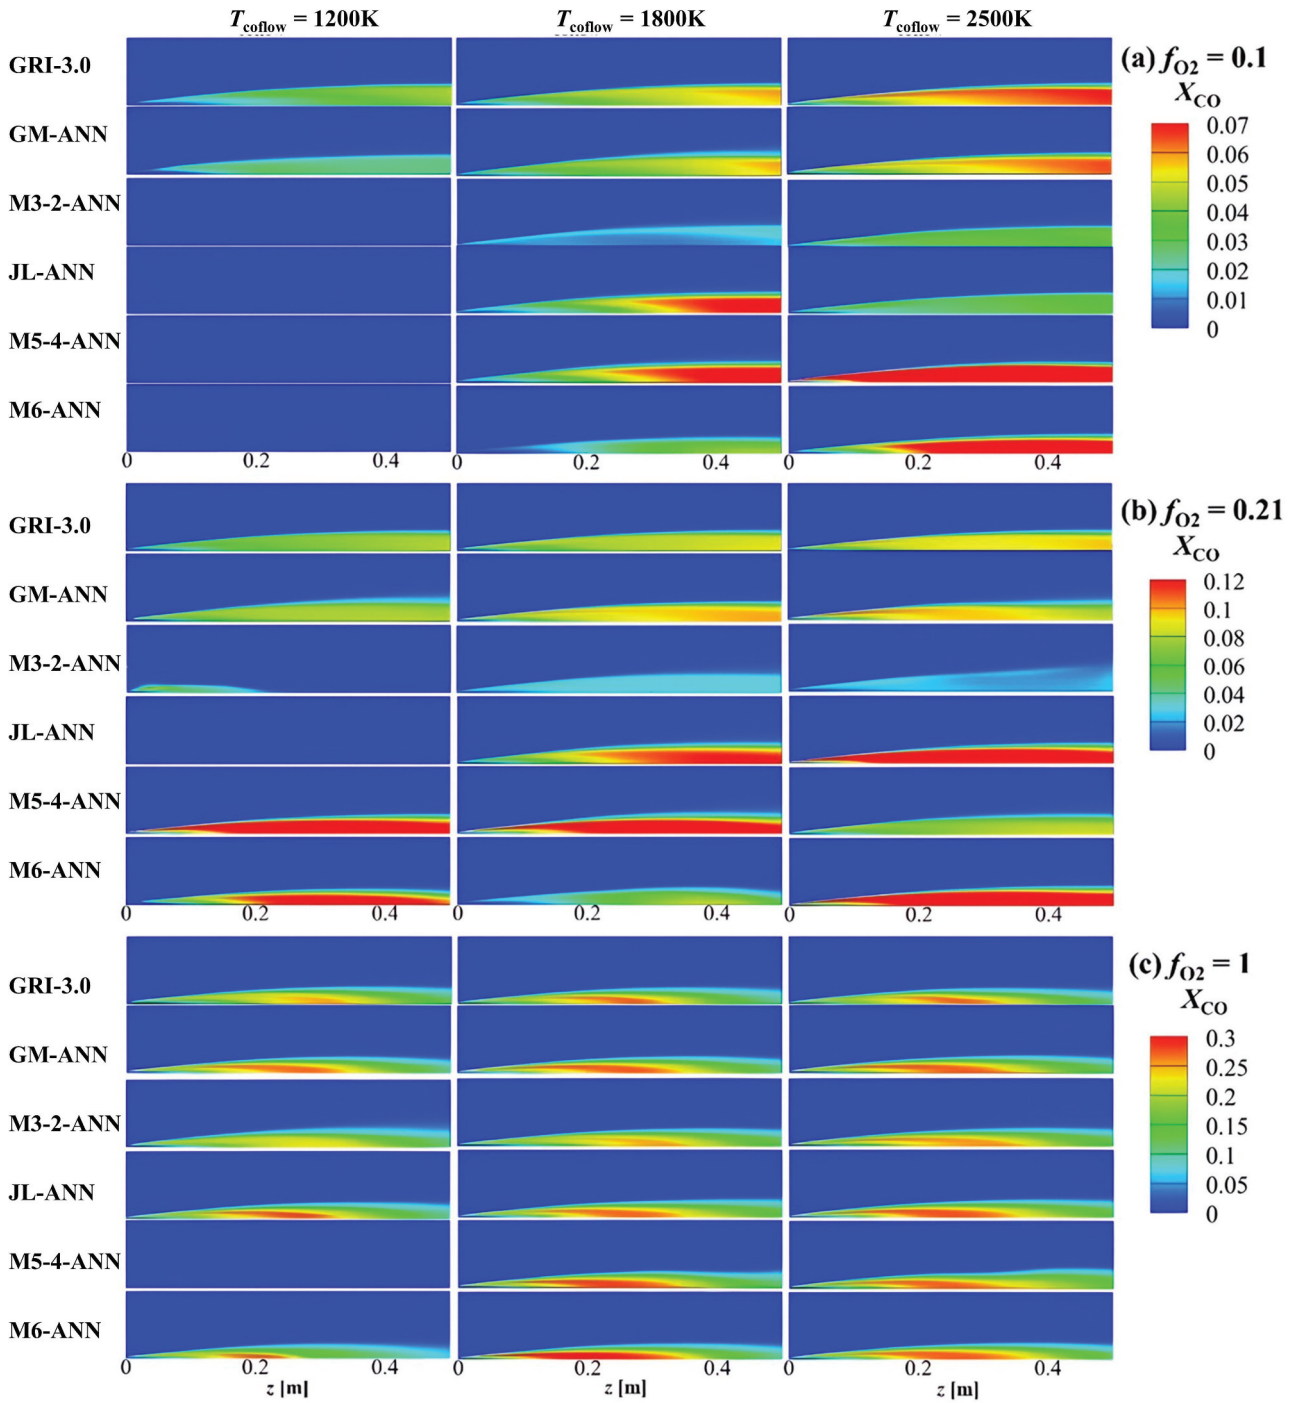 T_coflow = 1200K T_coflow = 1800K T_coflow = 2500K
GRI-3.0
GM-ANN
M3-2-ANN
JL-ANN
M5-4-ANN
M6-ANN
(a) f_O2 = 0.1
X_CO
0.07
0.06
0.05
0.04
0.03
0.02
0.01
0
0 0.2 0.4 0 0.2 0.4 0 0.2 0.4
GRI-3.0
GM-ANN
M3-2-ANN
JL-ANN
M5-4-ANN
M6-ANN
(b) f_O2 = 0.21
X_CO
0.12
0.1
0.08
0.06
0.04
0.02
0
0 0.2 0.4 0 0.2 0.4 0 0.2 0.4
GRI-3.0
GM-ANN
M3-2-ANN
JL-ANN
M5-4-ANN
M6-ANN
(c) f_O2 = 1
X_CO
0.3
0.25
0.2
0.15
0.1
0.05
0
0 0.2 0.4 0 0.2 0.4 0 0.2 0.4
z [m] z [m] z [m]